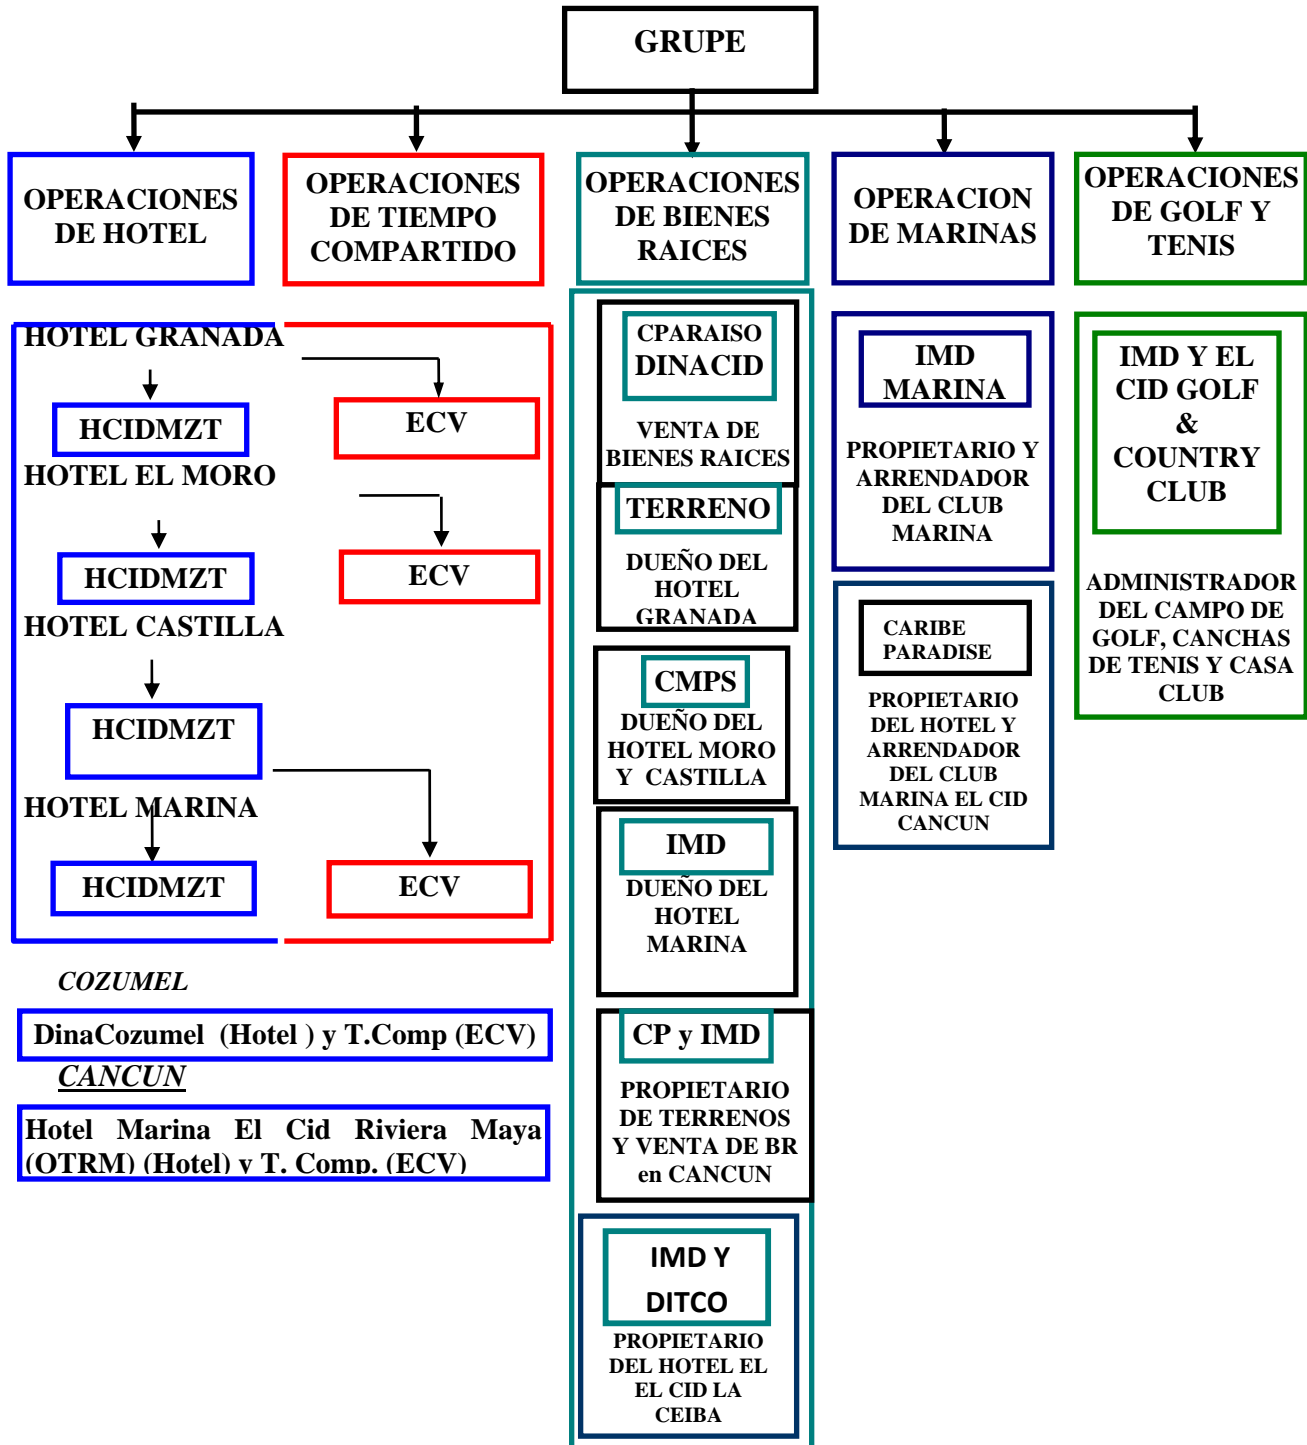 GRUPE
OPERACIONES
DE HOTEL
OPERACIONES
DE TIEMPO
COMPARTIDO
OPERACIONES
DE BIENES
RAICES
OPERACION
DE MARINAS
OPERACIONES
DE GOLF Y
TENIS
HOTEL GRANADA
HCIDMZT
ECV
HOTEL EL MORO
HCIDMZT
ECV
HOTEL CASTILLA
HCIDMZT
HOTEL MARINA
HCIDMZT
ECV
COZUMEL
DinaCozumel (Hotel ) y T.Comp (ECV)
CANCUN
Hotel Marina El Cid Riviera Maya
(OTRM) (Hotel) y T. Comp. (ECV)
CPARAISO
DINACID
VENTA DE
BIENES RAICES
TERRENO
DUEÑO DEL
HOTEL
GRANADA
CMPS
DUEÑO DEL
HOTEL MORO
Y CASTILLA
IMD
DUEÑO DEL
HOTEL
MARINA
CP y IMD
PROPIETARIO
DE TERRENOS
Y VENTA DE BR
en CANCUN
IMD Y
DITCO
PROPIETARIO
DEL HOTEL EL
EL CID LA
CEIBA
IMD
MARINA
PROPIETARIO Y
ARRENDADOR
DEL CLUB
MARINA
CARIBE
PARADISE
PROPIETARIO
DEL HOTEL Y
ARRENDADOR
DEL CLUB
MARINA EL CID
CANCUN
IMD Y EL
CID GOLF
&
COUNTRY
CLUB
ADMINISTRADOR
DEL CAMPO DE
GOLF, CANCHAS
DE TENIS Y CASA
CLUB